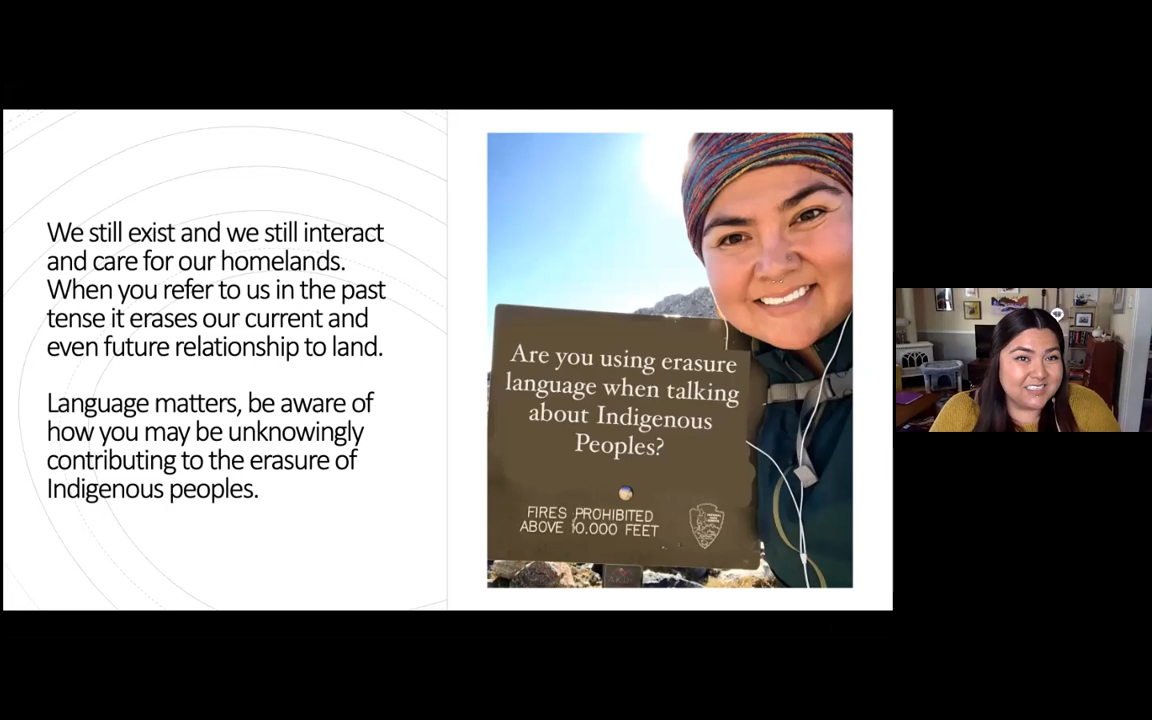 We still exist and we still interact
and care for our homelands.
When you refer to us in the past
tense it erases our current and
even future relationship to land.
Language matters, be aware of
how you may be unknowingly
contributing to the erasure of
Indigenous peoples.
Are you using erasure
language when talking
about Indigenous
Peoples?
FIRES PROHIBITED
ABOVE 10,000 FEET